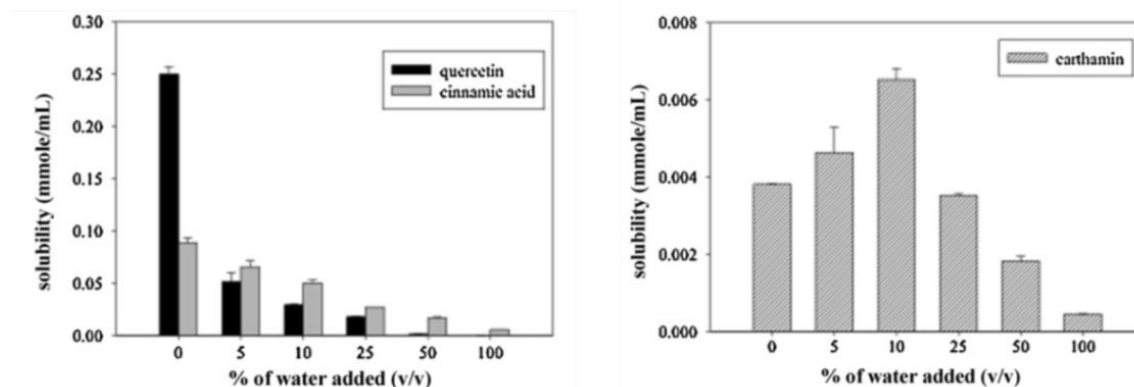 solubility (mmole/mL)
0.30
0.25
0.20
0.15
0.10
0.05
0.00
quercetin
cinnamic acid
0 5 10 25 50 100
% of water added (v/v)
solubility (mmole/mL)
0.008
0.006
0.004
0.002
0.000
carthamin
0 5 10 25 50 100
% of water added (v/v)